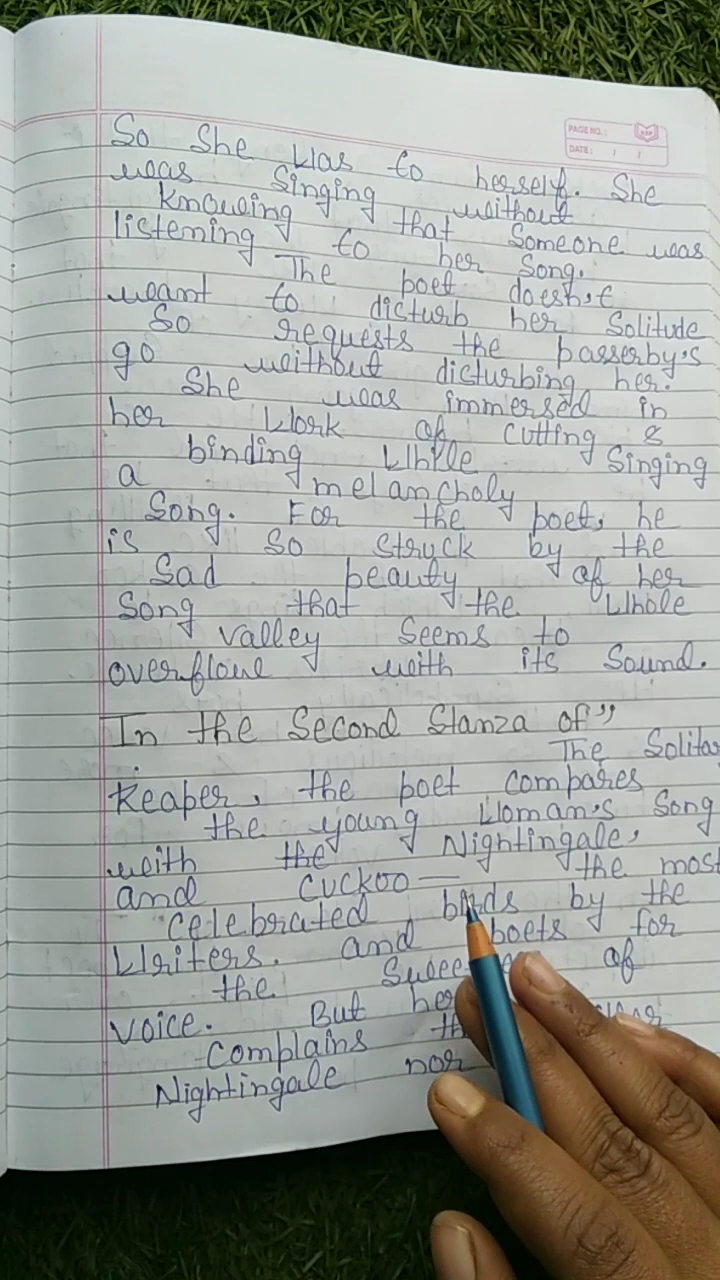 PAGE NO.:
DATE: / /
So She was to herself. She
was Singing without
knowing that Someone was
listening to her Song.
The poet doesn't
want to disturb her Solitude
So requests the passerby's
go without disturbing her.
She was immersed in
her work of cutting &
binding while Singing
a melancholy
Song. For the poet, he
is so struck by the
Sad beauty of her
Song that the whole
valley seems to
overflow with its Sound.
In the Second Stanza of"
The Solitar
Reaper, the poet compares
the young woman's Song
with the Nightingale,
and Cuckoo — the most
celebrated birds by the
writers. and poets for
the of
voice. But
Complains
Nightingale nor